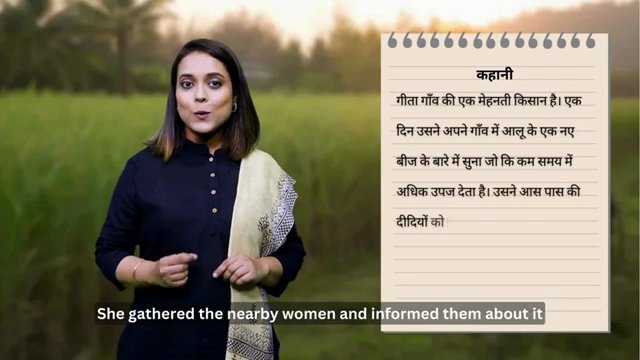 कहानी
गीता गाँव की एक मेहनती किसान है। एक
दिन उसने अपने गाँव में आलू के एक नए
बीज के बारे में सुना जो कि कम समय में
अधिक उपज देता है। उसने आस पास की
दीदियों को
She gathered the nearby women and informed them about it